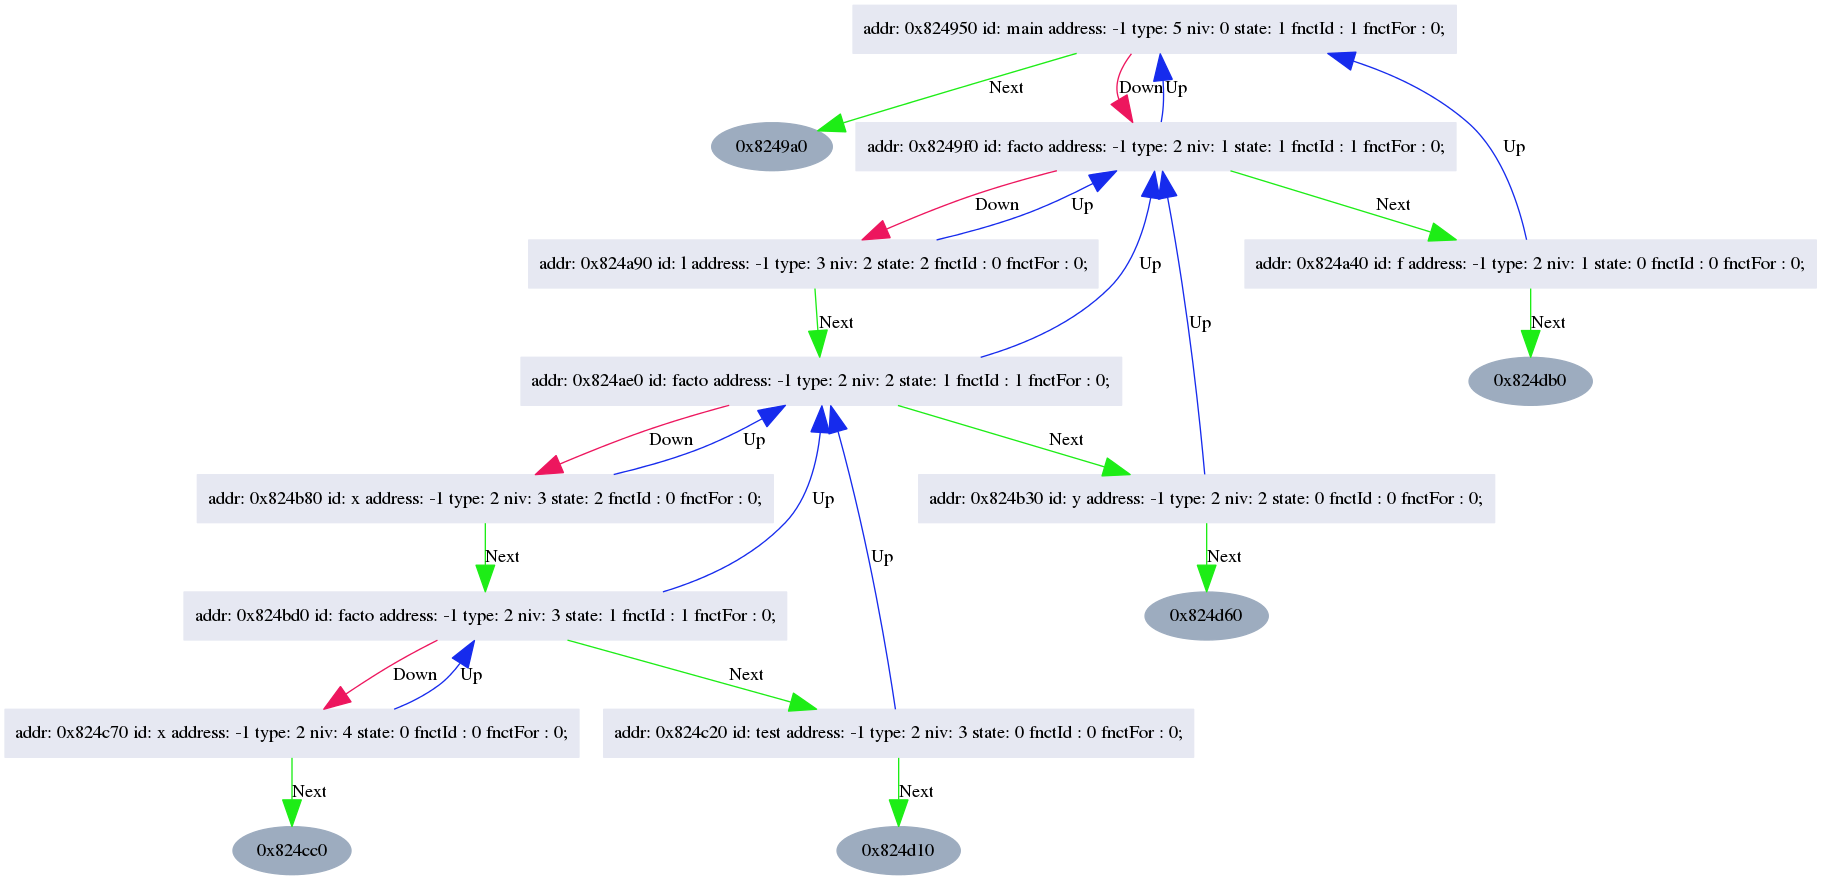 addr: 0x824950 id: main address: -1 type: 5 niv: 0 state: 1 fnctId : 1 fnctFor : 0;
Next
Down
Up
0x8249a0
addr: 0x8249f0 id: facto address: -1 type: 2 niv: 1 state: 1 fnctId : 1 fnctFor : 0;
Up
Down
Up
Next
addr: 0x824a90 id: l address: -1 type: 3 niv: 2 state: 2 fnctId : 0 fnctFor : 0;
addr: 0x824a40 id: f address: -1 type: 2 niv: 1 state: 0 fnctId : 0 fnctFor : 0;
Up
Next
Up
Next
addr: 0x824ae0 id: facto address: -1 type: 2 niv: 2 state: 1 fnctId : 1 fnctFor : 0;
0x824db0
Down
Up
Next
addr: 0x824b80 id: x address: -1 type: 2 niv: 3 state: 2 fnctId : 0 fnctFor : 0;
Up
addr: 0x824b30 id: y address: -1 type: 2 niv: 2 state: 0 fnctId : 0 fnctFor : 0;
Next
Up
Next
addr: 0x824bd0 id: facto address: -1 type: 2 niv: 3 state: 1 fnctId : 1 fnctFor : 0;
0x824d60
Down
Up
Next
addr: 0x824c70 id: x address: -1 type: 2 niv: 4 state: 0 fnctId : 0 fnctFor : 0;
addr: 0x824c20 id: test address: -1 type: 2 niv: 3 state: 0 fnctId : 0 fnctFor : 0;
Next
Next
0x824cc0
0x824d10